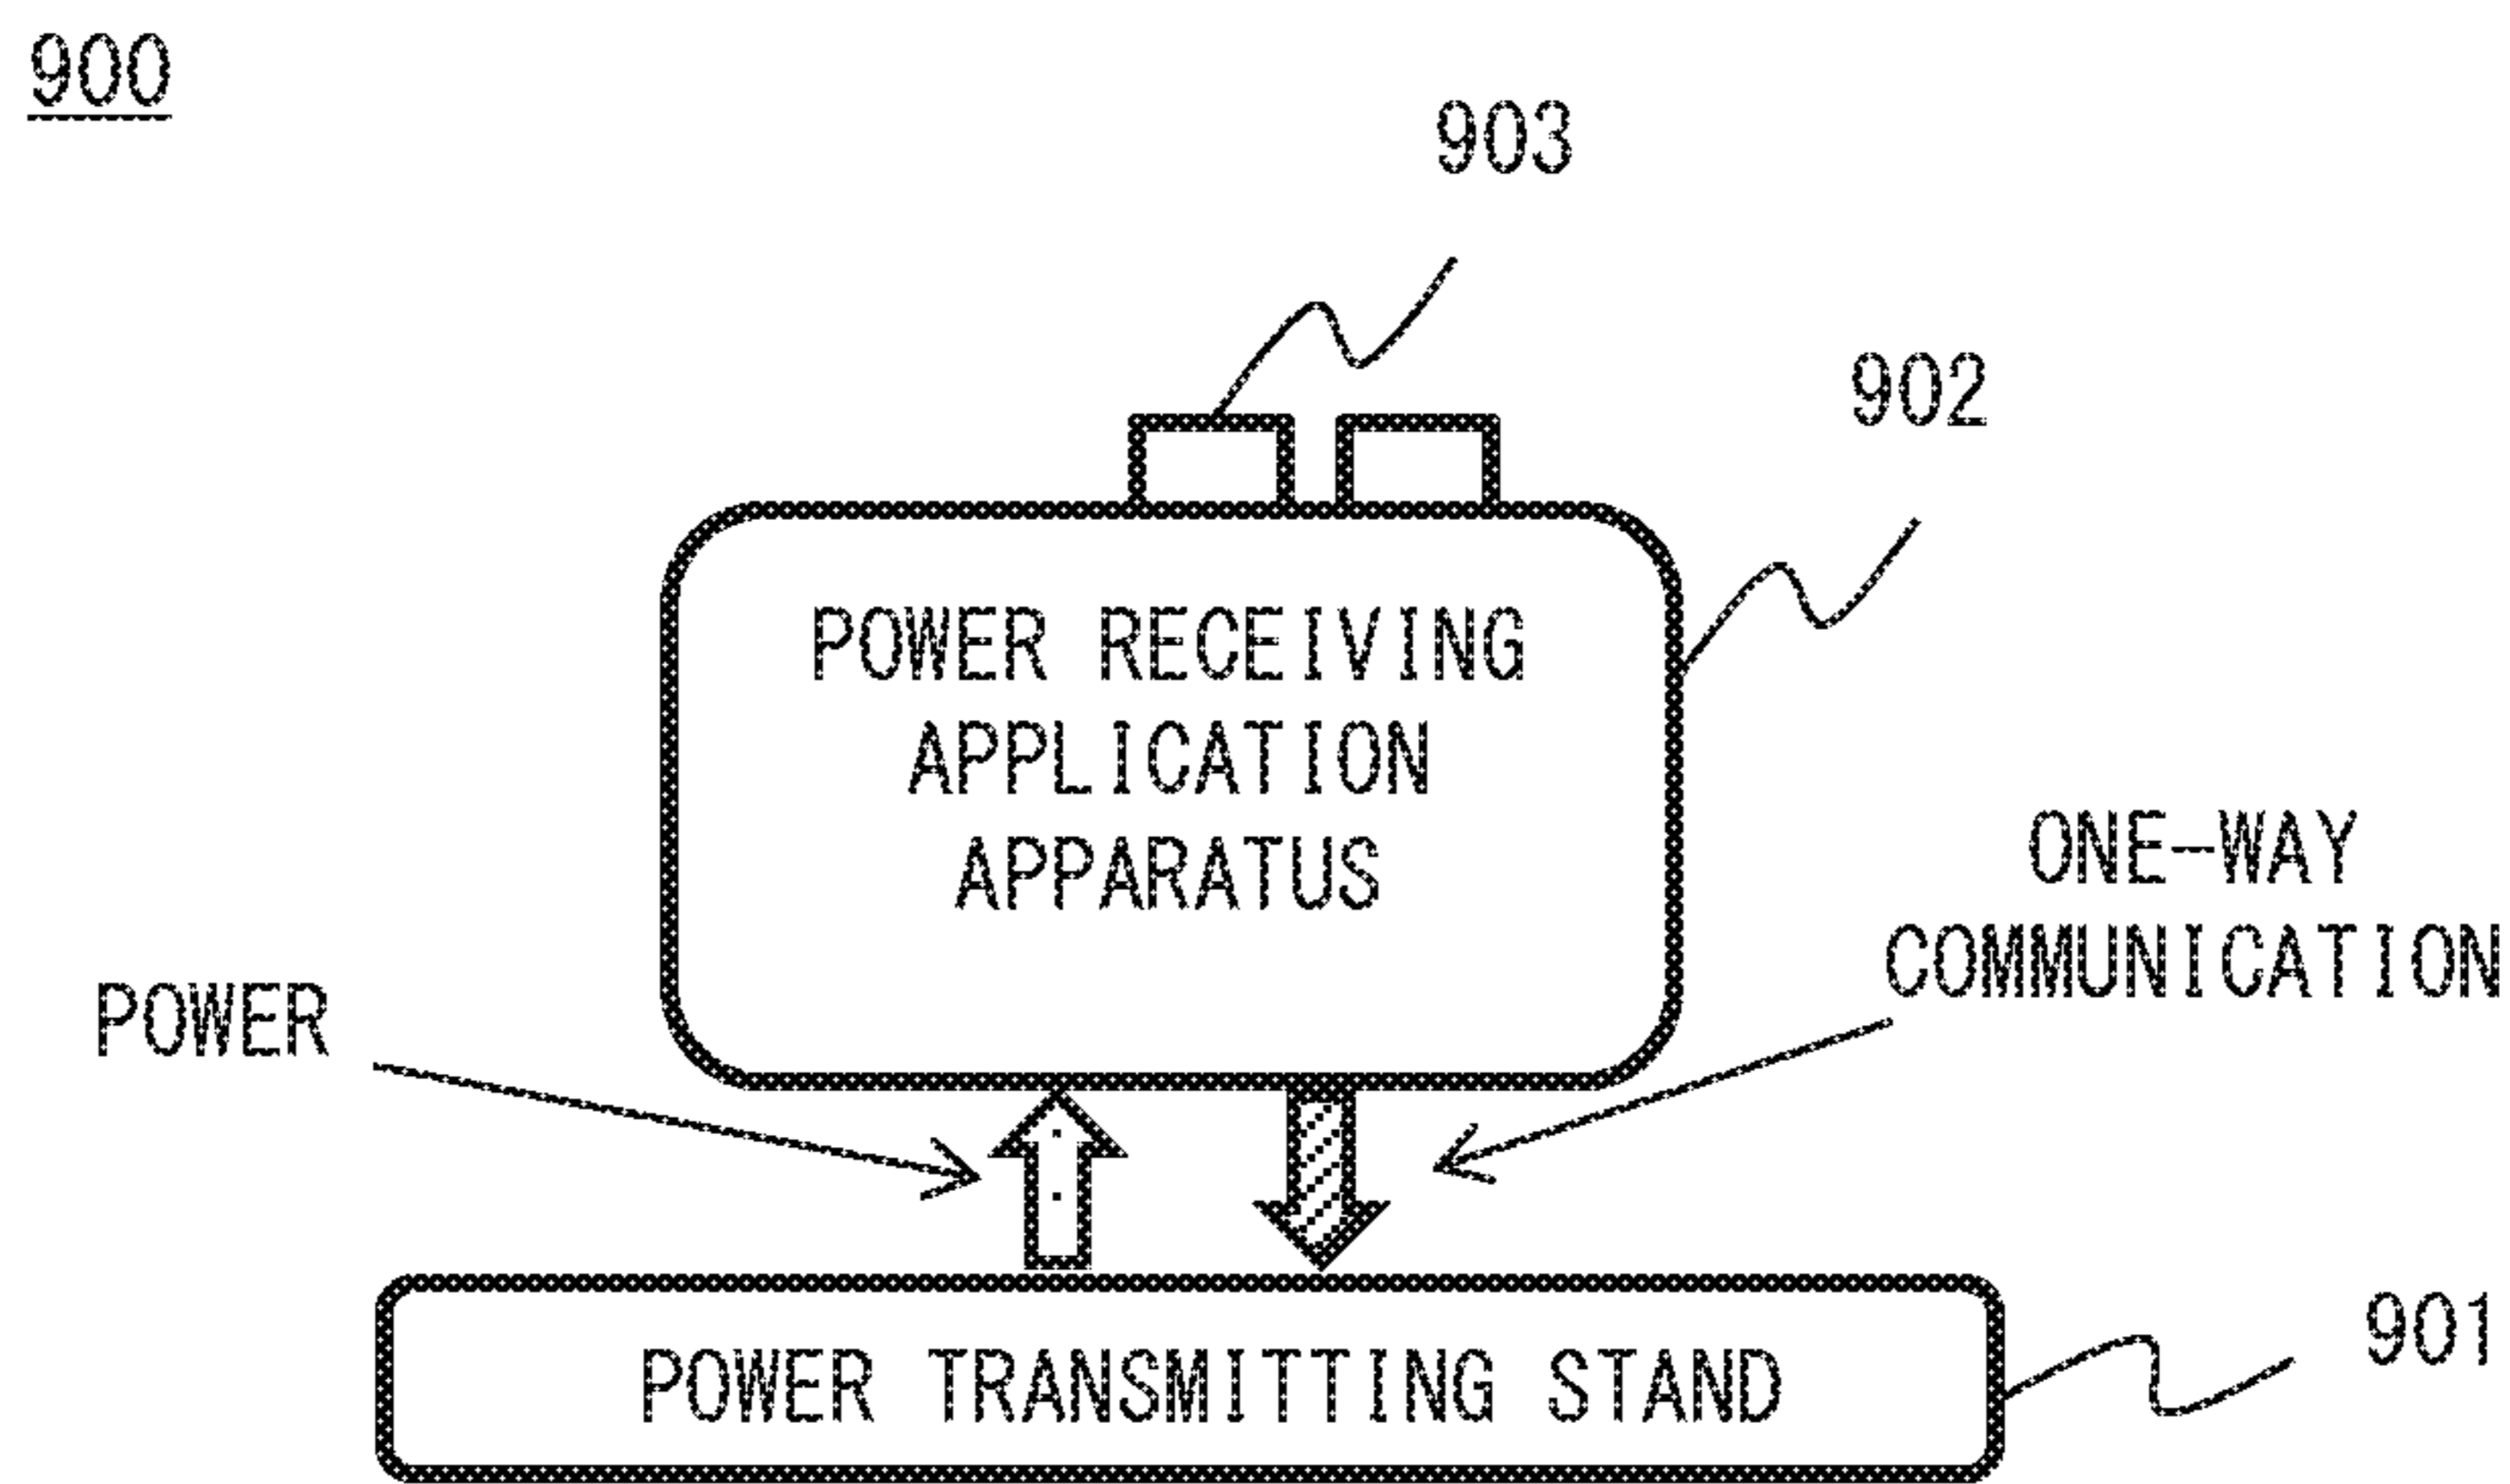 900
903
902
POWER RECEIVING
APPLICATION
APPARATUS
ONE-WAY
COMMUNICATION
POWER
901
POWER TRANSMITTING STAND